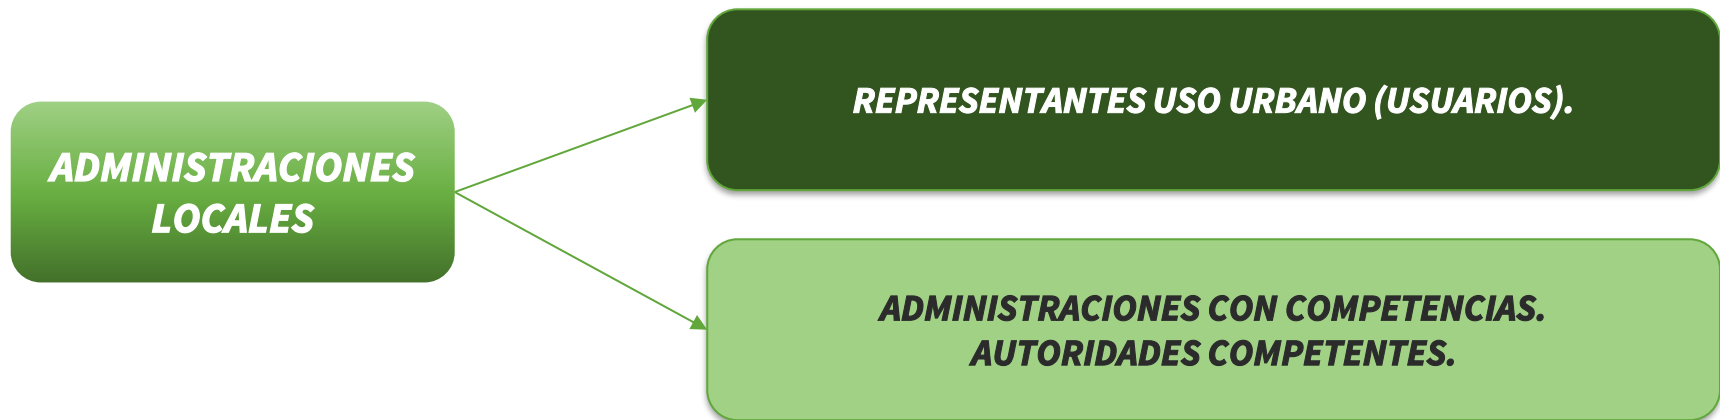 ADMINISTRACIONES
LOCALES
REPRESENTANTES USO URBANO (USUARIOS).
ADMINISTRACIONES CON COMPETENCIAS.
AUTORIDADES COMPETENTES.